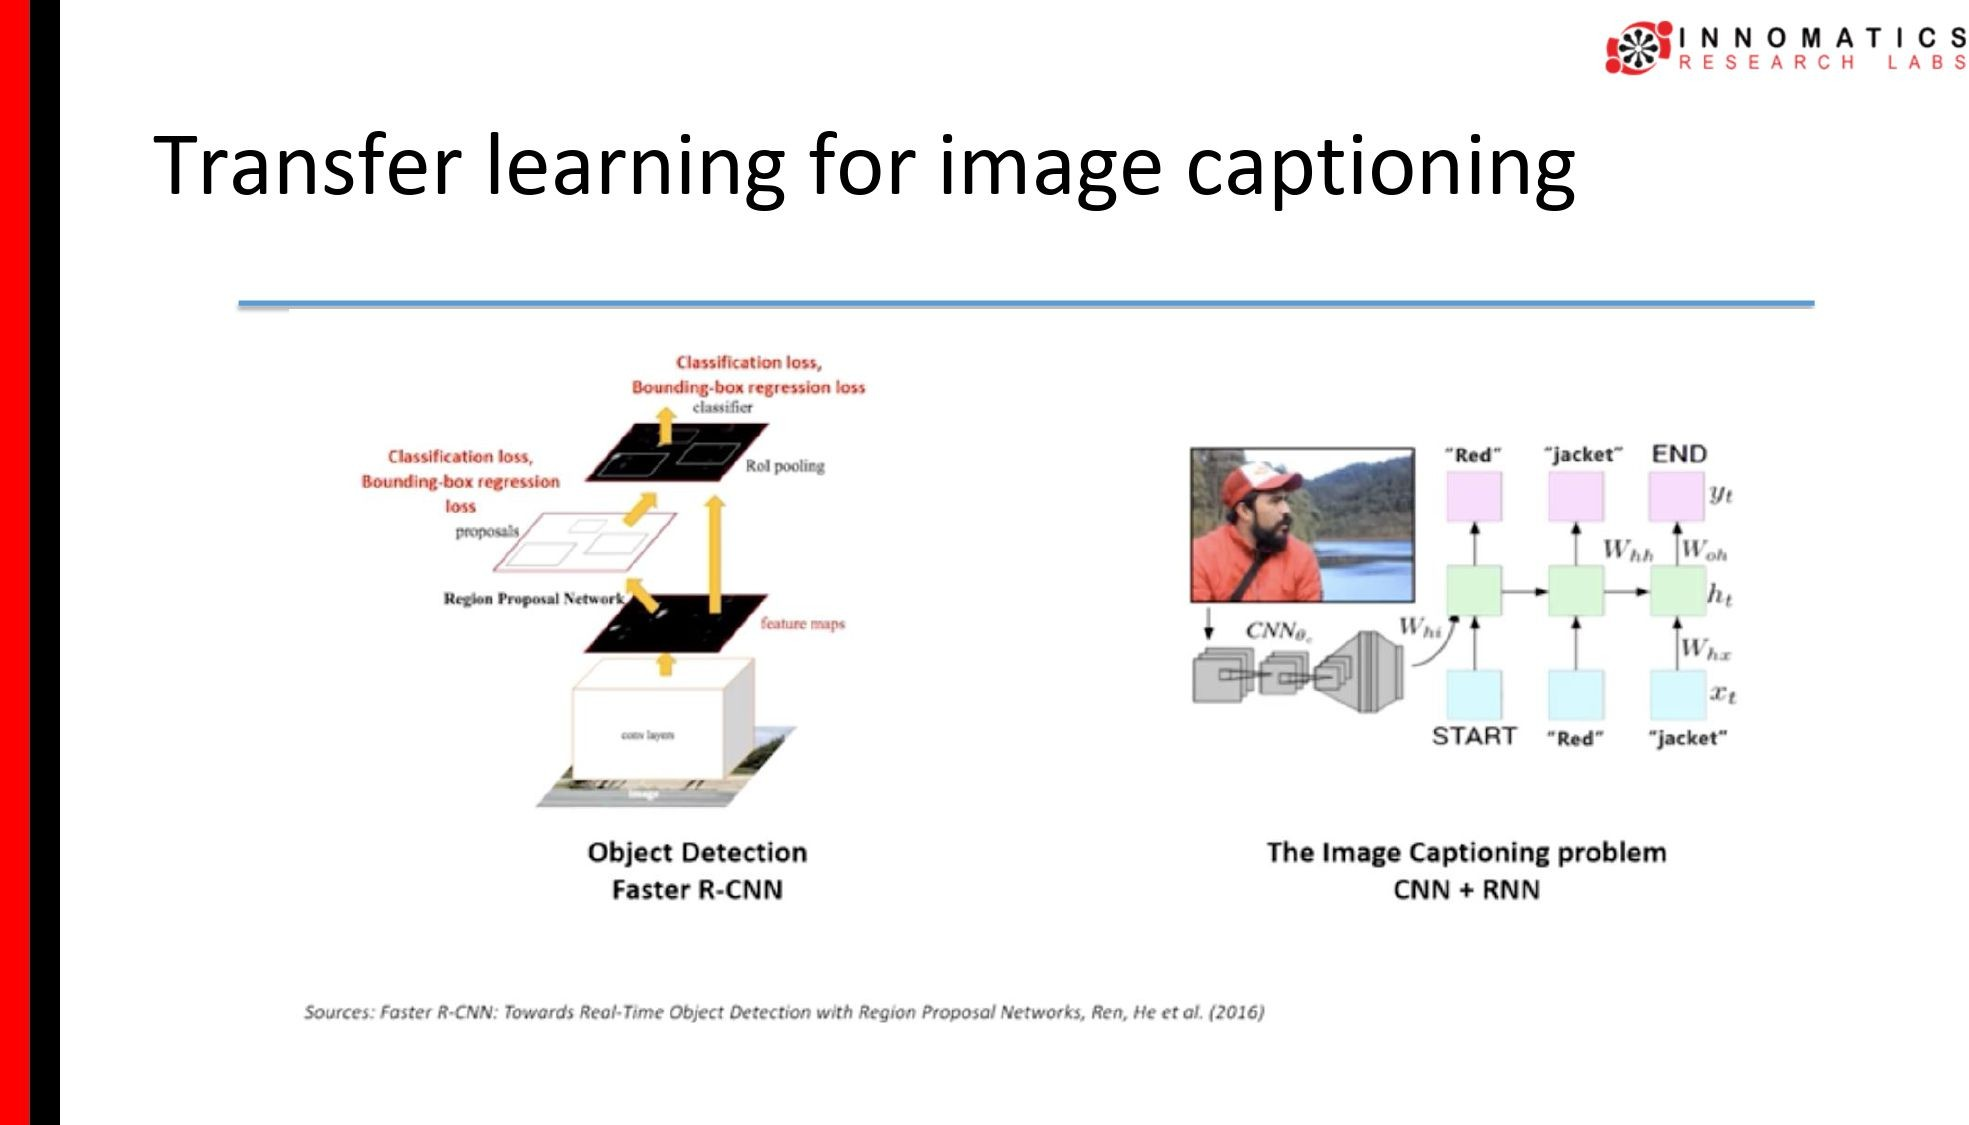 INNOMATICS
RESEARCH LABS
Transfer learning for image captioning
Classification loss,
Bounding-box regression loss
classifier
RoI pooling
Classification loss,
Bounding-box regression
loss
proposals
Region Proposal Network
feature maps
conv layers
image
Object Detection
Faster R-CNN
"Red" "jacket" END
yₜ
Wₕₕ Wₒₕ
hₜ
CNN_θc
Wₕᵢ
Wₕₓ
xₜ
START "Red" "jacket"
The Image Captioning problem
CNN + RNN
Sources: Faster R-CNN: Towards Real-Time Object Detection with Region Proposal Networks, Ren, He et al. (2016)